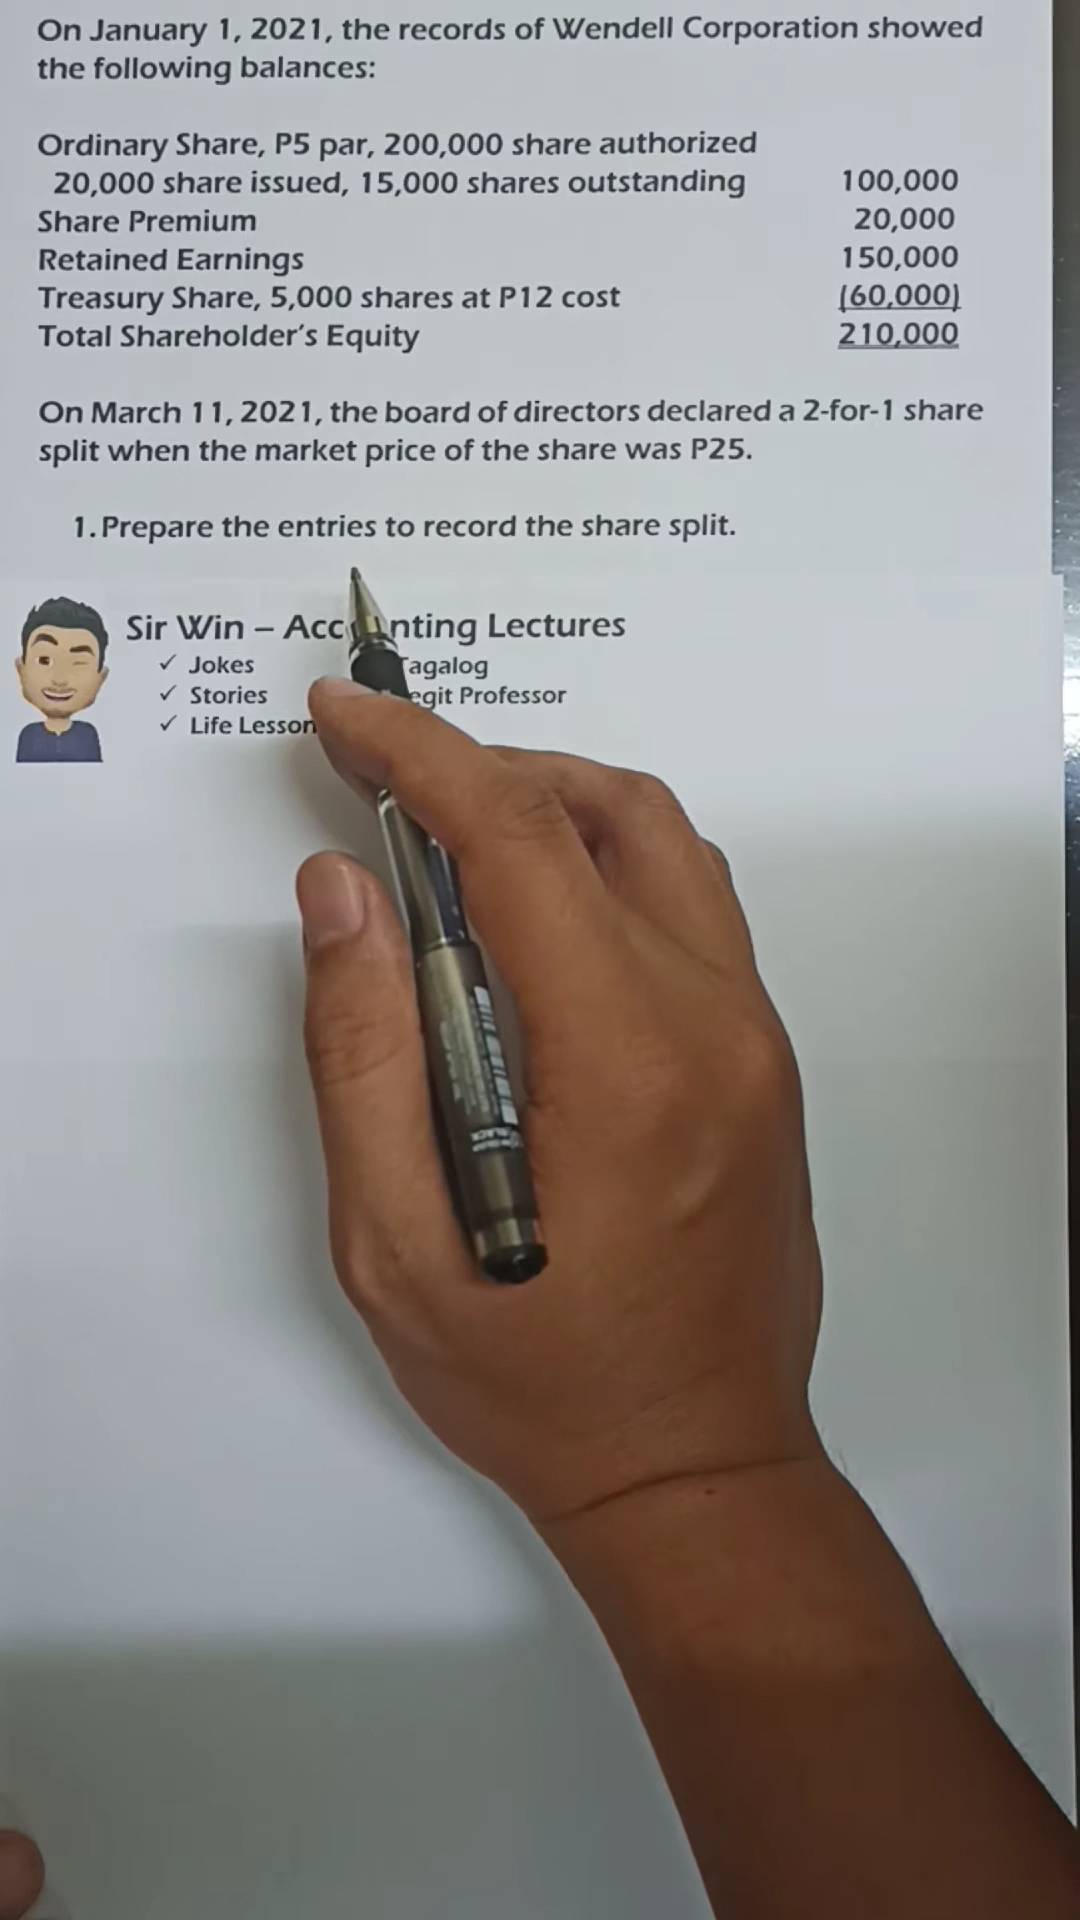 On January 1, 2021, the records of Wendell Corporation showed
the following balances:
Ordinary Share, P5 par, 200,000 share authorized
20,000 share issued, 15,000 shares outstanding 100,000
Share Premium 20,000
Retained Earnings 150,000
Treasury Share, 5,000 shares at P12 cost (60,000)
Total Shareholder's Equity 210,000
On March 11, 2021, the board of directors declared a 2-for-1 share
split when the market price of the share was P25.
1. Prepare the entries to record the share split.
Sir Win – Acc nting Lectures
✓ Jokes
agalog
✓ Stories
egit Professor
✓ Life Lesson